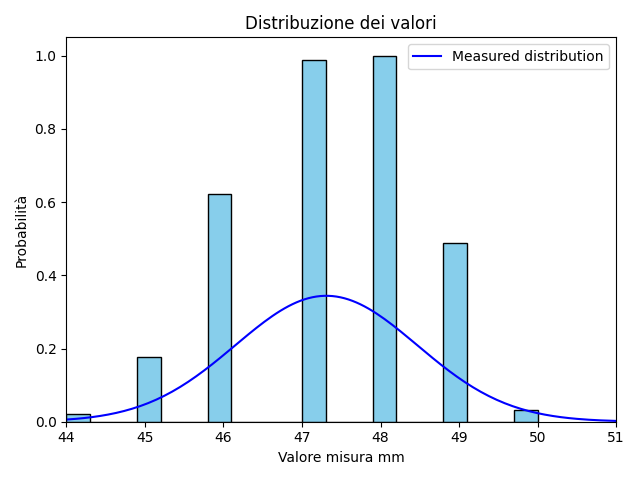 Distribuzione dei valori
Measured distribution
Probabilità
1.0
0.8
0.6
0.4
0.2
0.0
44 45 46 47 48 49 50 51
Valore misura mm